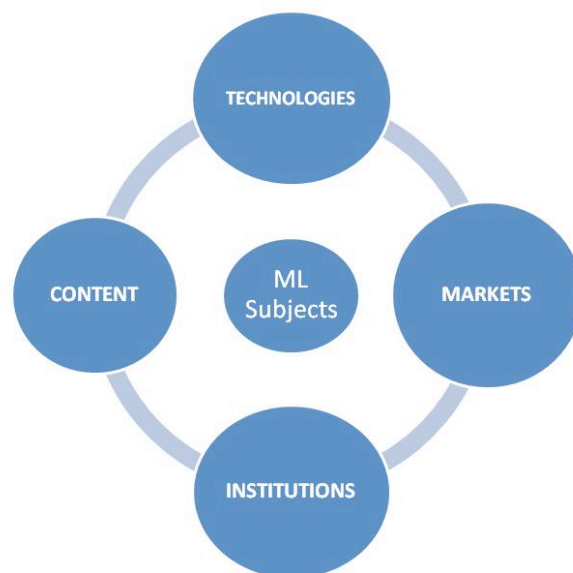 TECHNOLOGIES
CONTENT
ML
Subjects
MARKETS
INSTITUTIONS